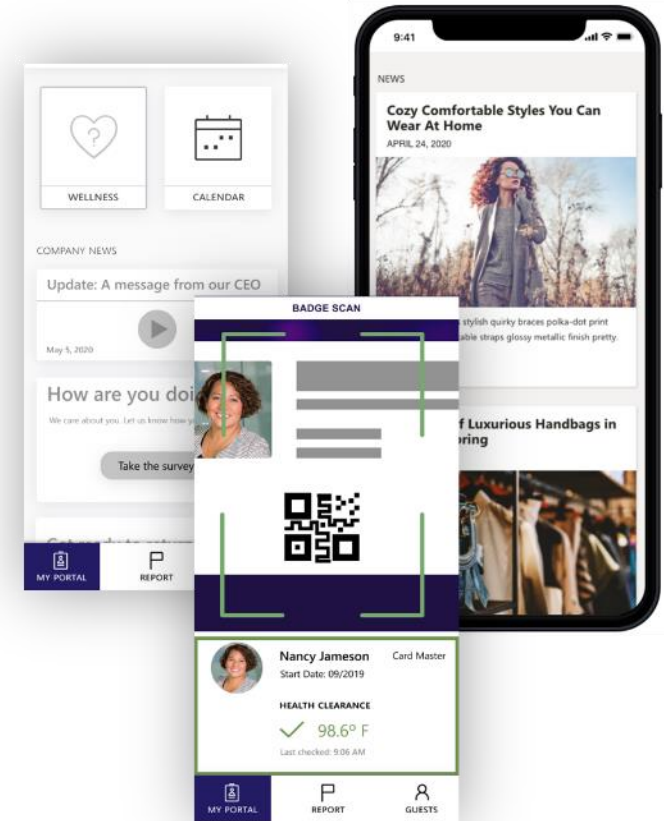 WELLNESS
CALENDAR
COMPANY NEWS
Update: A message from our CEO
May 5, 2020
How are you doi
We care about you. Let us know how
Take the survey
MY PORTAL
REPORT
9:41
NEWS
Cozy Comfortable Styles You Can
Wear At Home
APRIL 24, 2020
stylish quirky braces polka-dot print
able straps glossy metallic finish pretty.
f Luxurious Handbags in
ring
BADGE SCAN
Nancy Jameson
Card Master
Start Date: 09/2019
HEALTH CLEARANCE
98.6º F
Last checked: 9:06 AM
MY PORTAL
REPORT
GUESTS